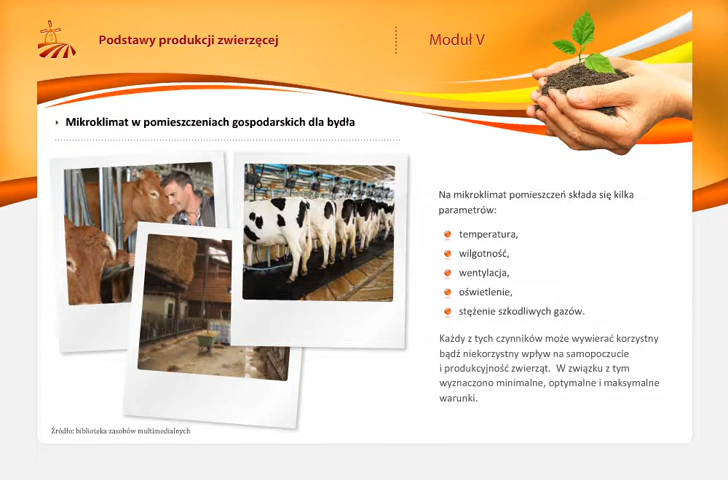 Podstawy produkcji zwierzęcej
Moduł V
Mikroklimat w pomieszczeniach gospodarskich dla bydła
Na mikroklimat pomieszczeń składa się kilka
parametrów:
temperatura,
wilgotność,
wentylacja,
oświetlenie,
stężenie szkodliwych gazów.
Każdy z tych czynników może wywierać korzystny
bądź niekorzystny wpływ na samopoczucie
i produkcyjność zwierząt. W związku z tym
wyznaczono minimalne, optymalne i maksymalne
warunki.
Źródło: biblioteka zasobów multimedialnych